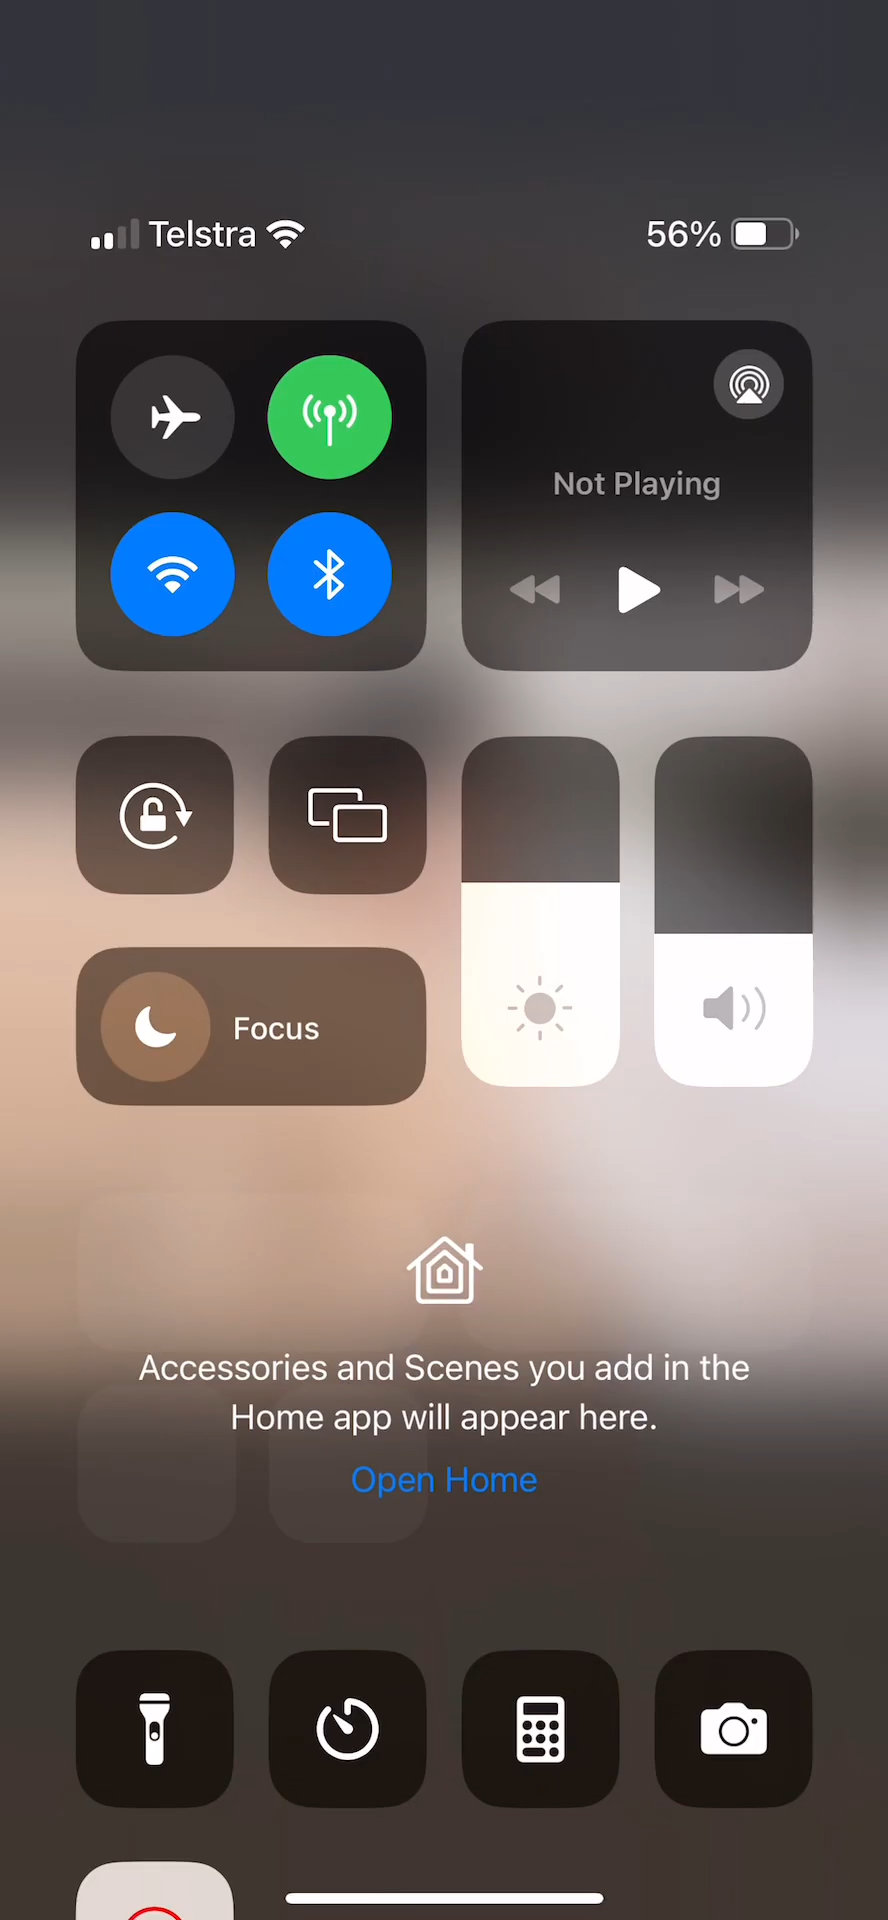 Telstra 56%
Not Playing
Focus
Accessories and Scenes you add in the
Home app will appear here.
Open Home